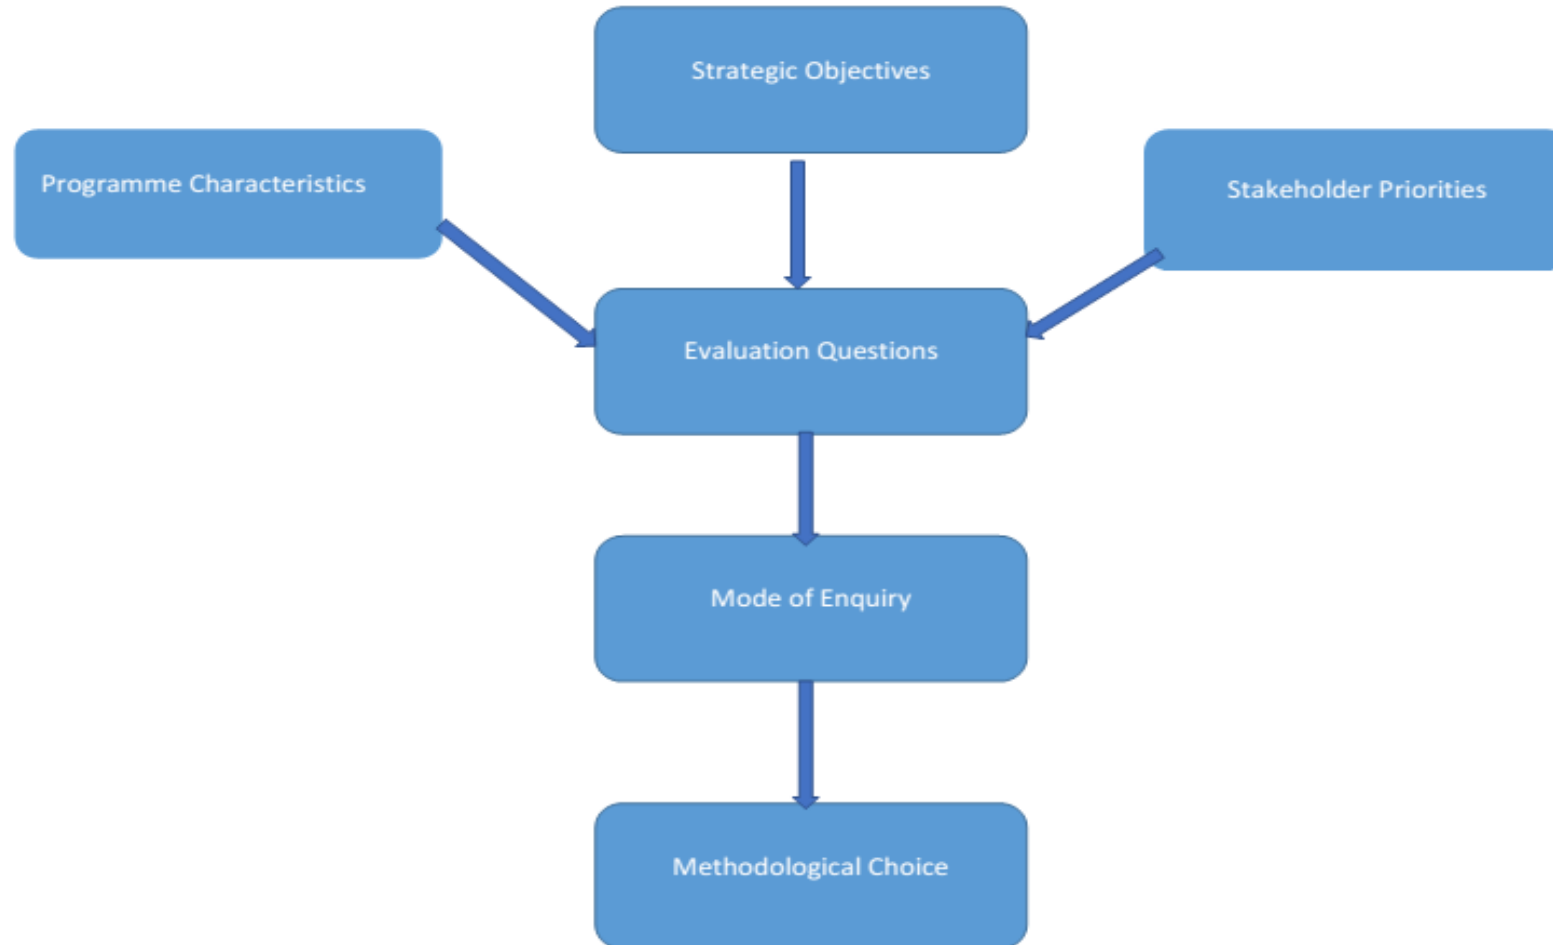 Strategic Objectives
Programme Characteristics
Stakeholder Priorities
Evaluation Questions
Mode of Enquiry
Methodological Choice